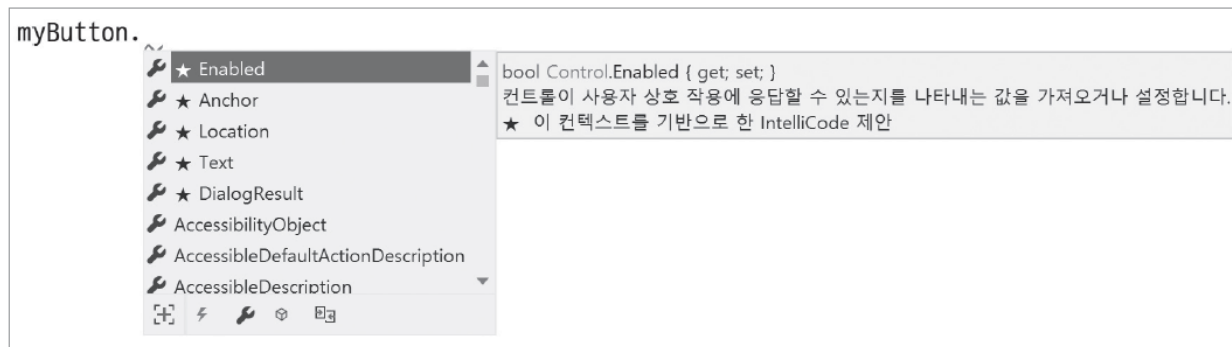 myButton.
★ Enabled
★ Anchor
★ Location
★ Text
★ DialogResult
AccessibilityObject
AccessibleDefaultActionDescription
AccessibleDescription
bool Control.Enabled { get; set; }
컨트롤이 사용자 상호 작용에 응답할 수 있는지를 나타내는 값을 가져오거나 설정합니다.
★ 이 컨텍스트를 기반으로 한 IntelliCode 제안